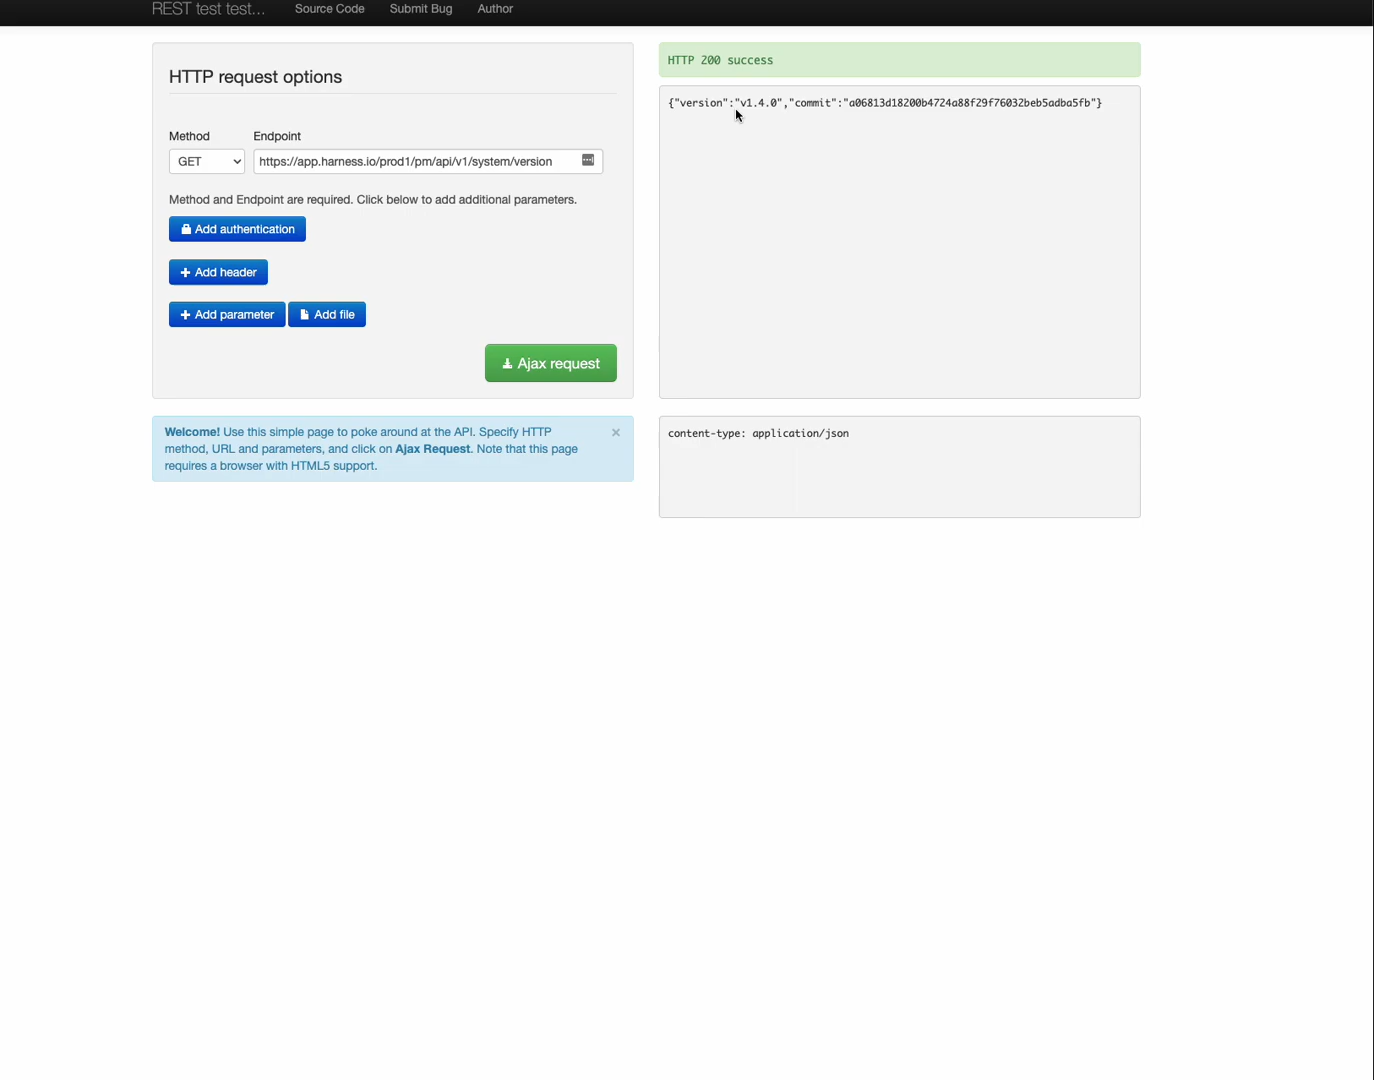 REST test test... Source Code Submit Bug Author
HTTP request options
Method Endpoint
GET https://app.harness.io/prod1/pm/api/v1/system/version
Method and Endpoint are required. Click below to add additional parameters.
Add authentication
Add header
Add parameter Add file
Ajax request
Welcome! Use this simple page to poke around at the API. Specify HTTP
method, URL and parameters, and click on Ajax Request. Note that this page
requires a browser with HTML5 support.
HTTP 200 success
{"version":"v1.4.0","commit":"a06813d18200b4724a88f29f76032beb5adba5fb"}
content-type: application/json